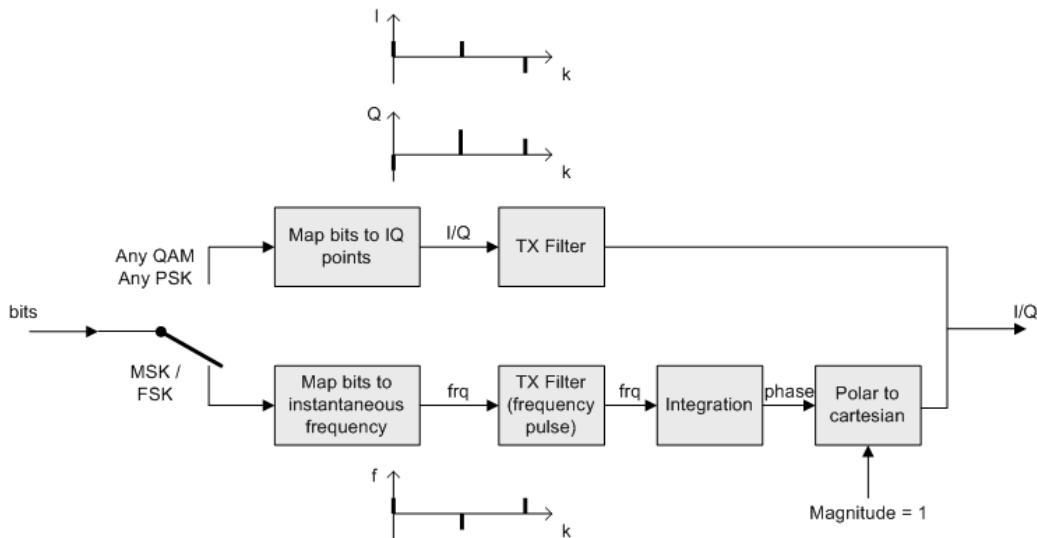 I
k
Q
k
Map bits to IQ
points
I/Q
TX Filter
Any QAM
Any PSK
bits
I/Q
MSK /
FSK
Map bits to
instantaneous
frequency
frq
TX Filter
(frequency
pulse)
frq
Integration
phase
Polar to
cartesian
f
k
Magnitude = 1